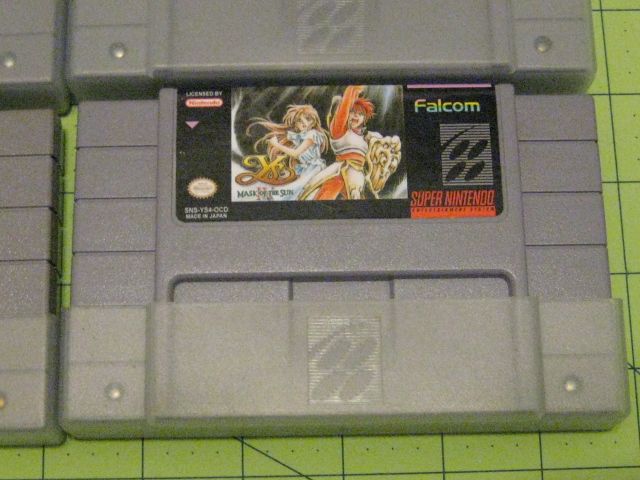 LICENSED BY
Nintendo
Falcom
Ys
MASK OF THE SUN
SNS-YS4-OCD
MADE IN JAPAN
SUPER NINTENDO
ENTERTAINMENT SYSTEM